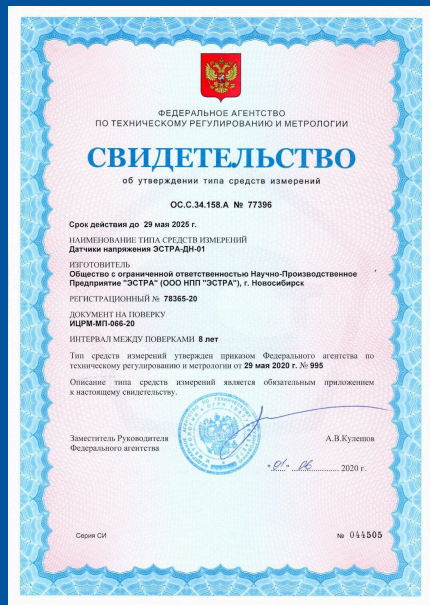 ФЕДЕРАЛЬНОЕ АГЕНТСТВО
ПО ТЕХНИЧЕСКОМУ РЕГУЛИРОВАНИЮ И МЕТРОЛОГИИ
СВИДЕТЕЛЬСТВО
об утверждении типа средств измерений
ОС.С.34.158.А № 77396
Срок действия до 29 мая 2025 г.
НАИМЕНОВАНИЕ ТИПА СРЕДСТВ ИЗМЕРЕНИЙ
Датчики напряжения ЭСТРА-ДН-01
ИЗГОТОВИТЕЛЬ
Общество с ограниченной ответственностью Научно-Производственное
Предприятие "ЭСТРА" (ООО НПП "ЭСТРА"), г. Новосибирск
РЕГИСТРАЦИОННЫЙ № 78365-20
ДОКУМЕНТ НА ПОВЕРКУ
ИЦРМ-МП-066-20
ИНТЕРВАЛ МЕЖДУ ПОВЕРКАМИ 8 лет
Тип средств измерений утвержден приказом Федерального агентства по
техническому регулированию и метрологии от 29 мая 2020 г. № 995
Описание типа средств измерений является обязательным приложением
к настоящему свидетельству.
Заместитель Руководителя
Федерального агентства
А.В.Кулешов
"01" 06 2020 г.
Серия СИ
№ 044505